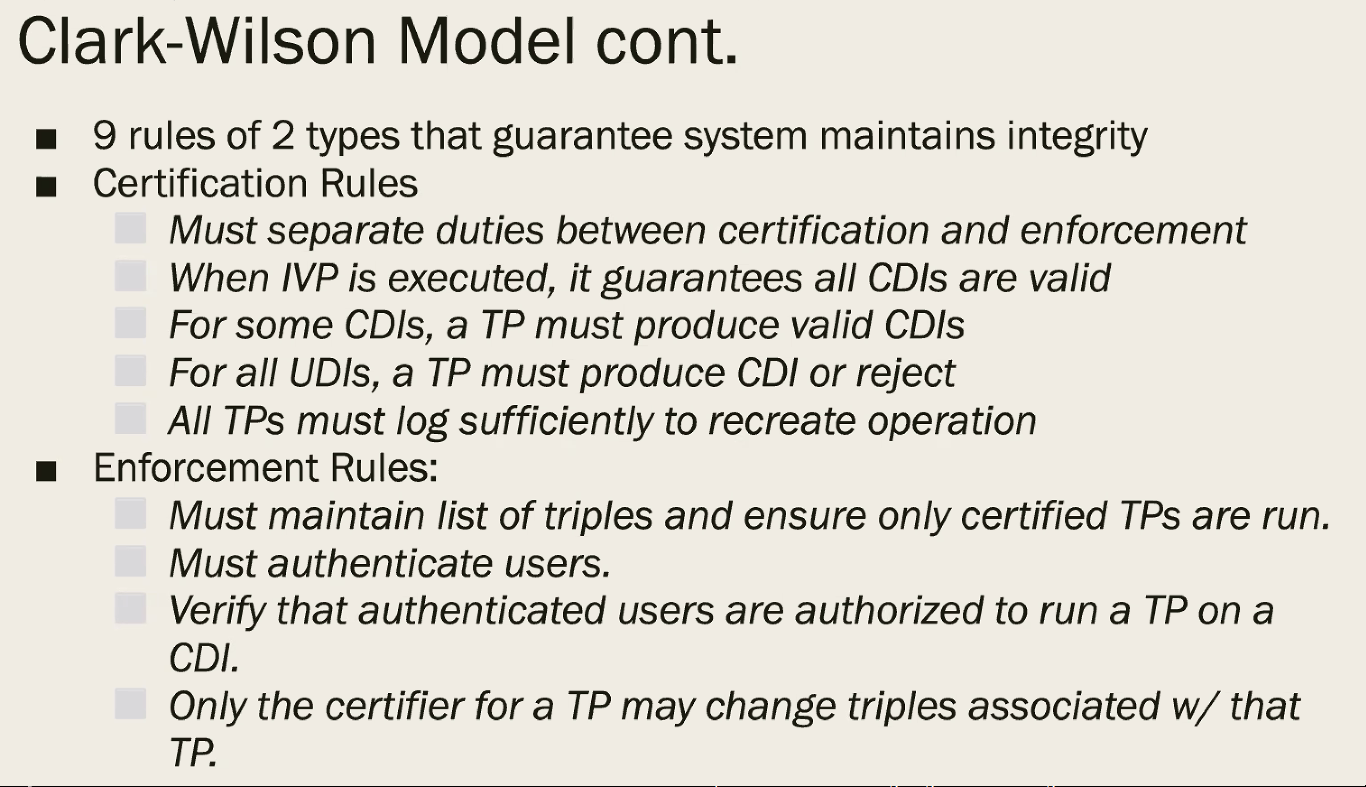 Clark-Wilson Model cont.
9 rules of 2 types that guarantee system maintains integrity
Certification Rules
Must separate duties between certification and enforcement
When IVP is executed, it guarantees all CDIs are valid
For some CDIs, a TP must produce valid CDIs
For all UDIs, a TP must produce CDI or reject
All TPs must log sufficiently to recreate operation
Enforcement Rules:
Must maintain list of triples and ensure only certified TPs are run.
Must authenticate users.
Verify that authenticated users are authorized to run a TP on a
CDI.
Only the certifier for a TP may change triples associated w/ that
TP.